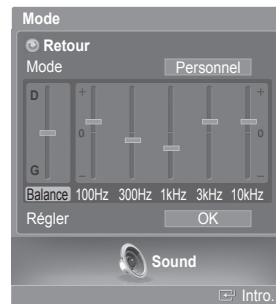 Mode
Retour
Mode Personnel
D + +
0 0
G − −
Balance 100Hz 300Hz 1kHz 3kHz 10kHz
Régler OK
Sound
Intro.